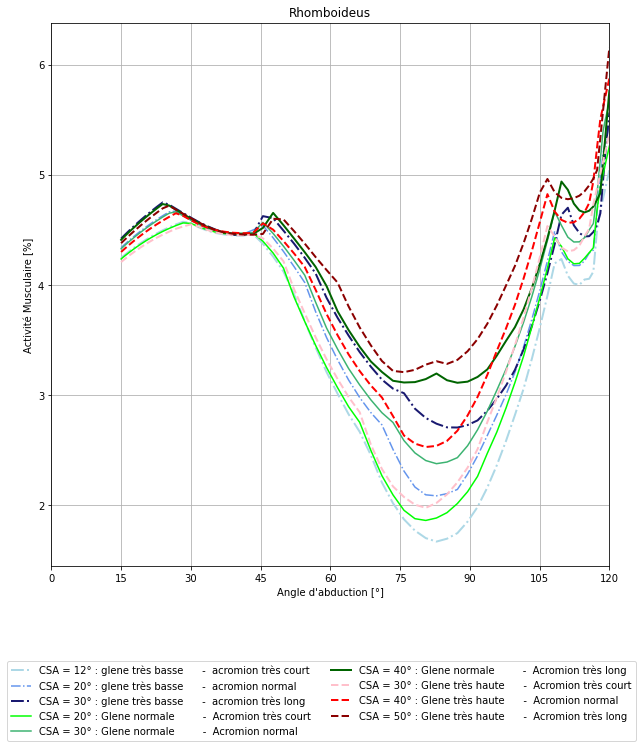 Rhomboideus
6
5
4
3
2
Activité Musculaire [%]
0 15 30 45 60 75 90 105 120
Angle d'abduction [°]
CSA = 12° : glene très basse - acromion très court
CSA = 20° : glene très basse - acromion normal
CSA = 30° : glene très basse - acromion très long
CSA = 20° : Glene normale - Acromion très court
CSA = 30° : Glene normale - Acromion normal
CSA = 40° : Glene normale - Acromion très long
CSA = 30° : Glene très haute - Acromion très court
CSA = 40° : Glene très haute - Acromion normal
CSA = 50° : Glene très haute - Acromion très long